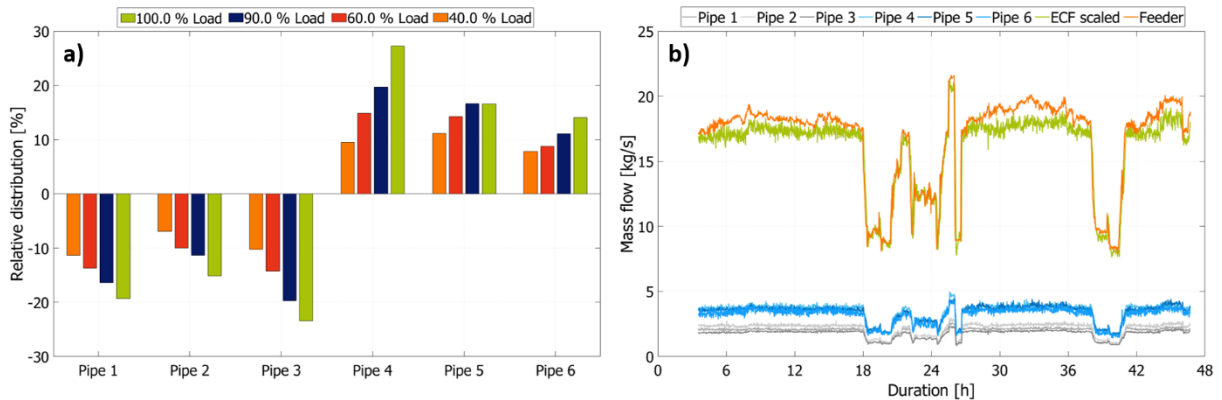 100.0 % Load 90.0 % Load 60.0 % Load 40.0 % Load
a)
Relative distribution [%]
30
20
10
0
-10
-20
-30
Pipe 1 Pipe 2 Pipe 3 Pipe 4 Pipe 5 Pipe 6
Pipe 1 Pipe 2 Pipe 3 Pipe 4 Pipe 5 Pipe 6 ECF scaled Feeder
b)
Mass flow [kg/s]
25
20
15
10
5
0
0 6 12 18 24 30 36 42 48
Duration [h]